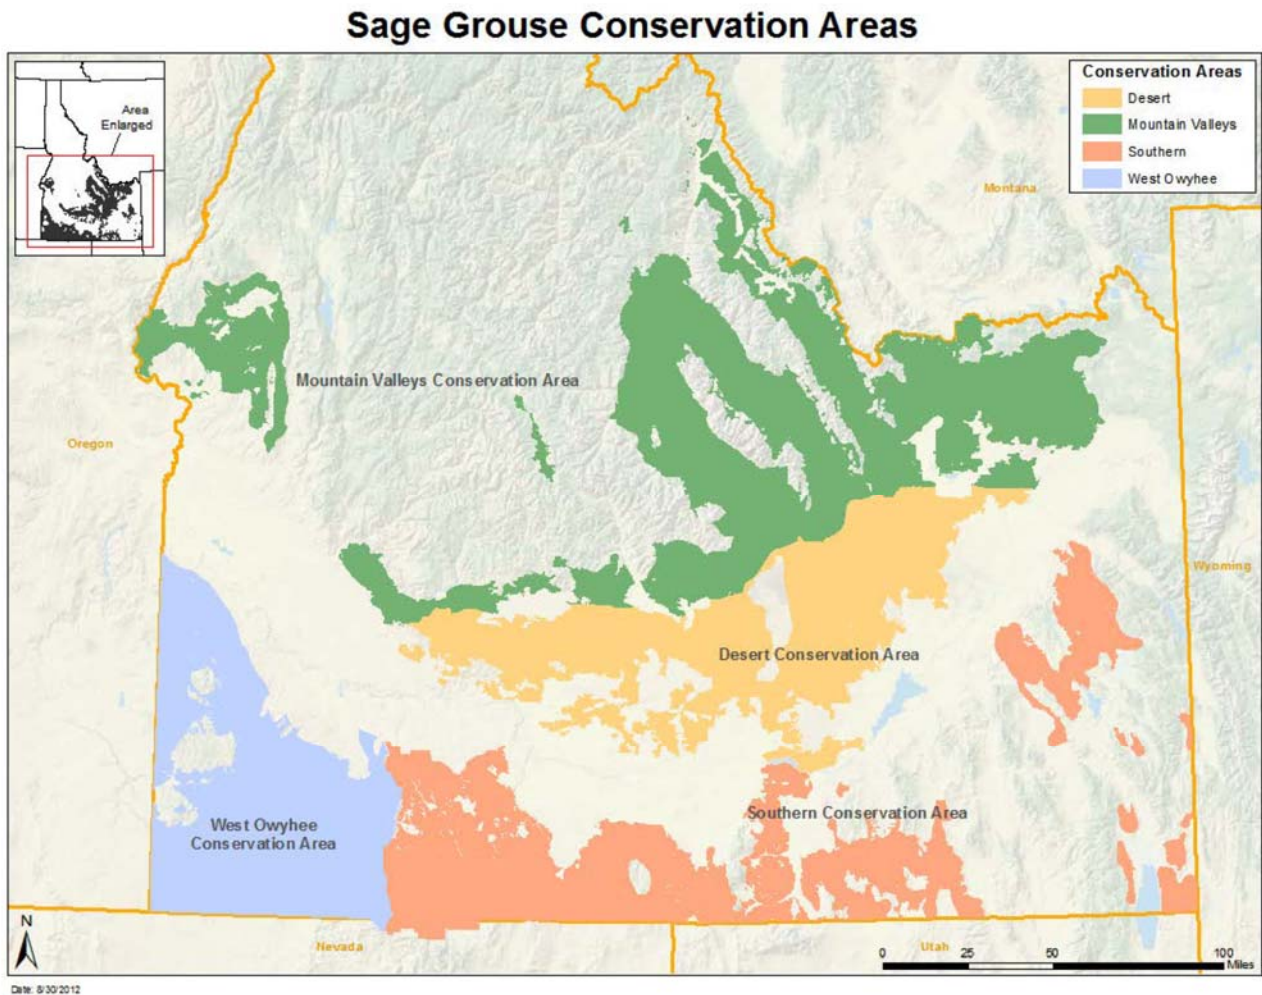 Sage Grouse Conservation Areas
Area
Enlarged
Conservation Areas
Desert
Mountain Valleys
Southern
West Owyhee
Montana
Mountain Valleys Conservation Area
Oregon
Wyoming
Desert Conservation Area
West Owyhee
Conservation Area
Southern Conservation Area
N
Nevada
Utah
0 25 50 100
Miles
Date: 8/30/2012